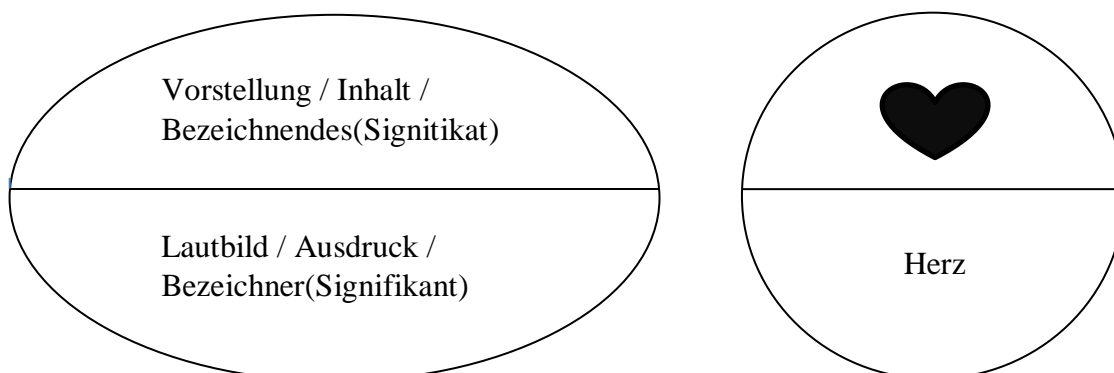 Vorstellung / Inhalt /
Bezeichnendes(Signitikat)
Lautbild / Ausdruck /
Bezeichner(Signifikant)
Herz